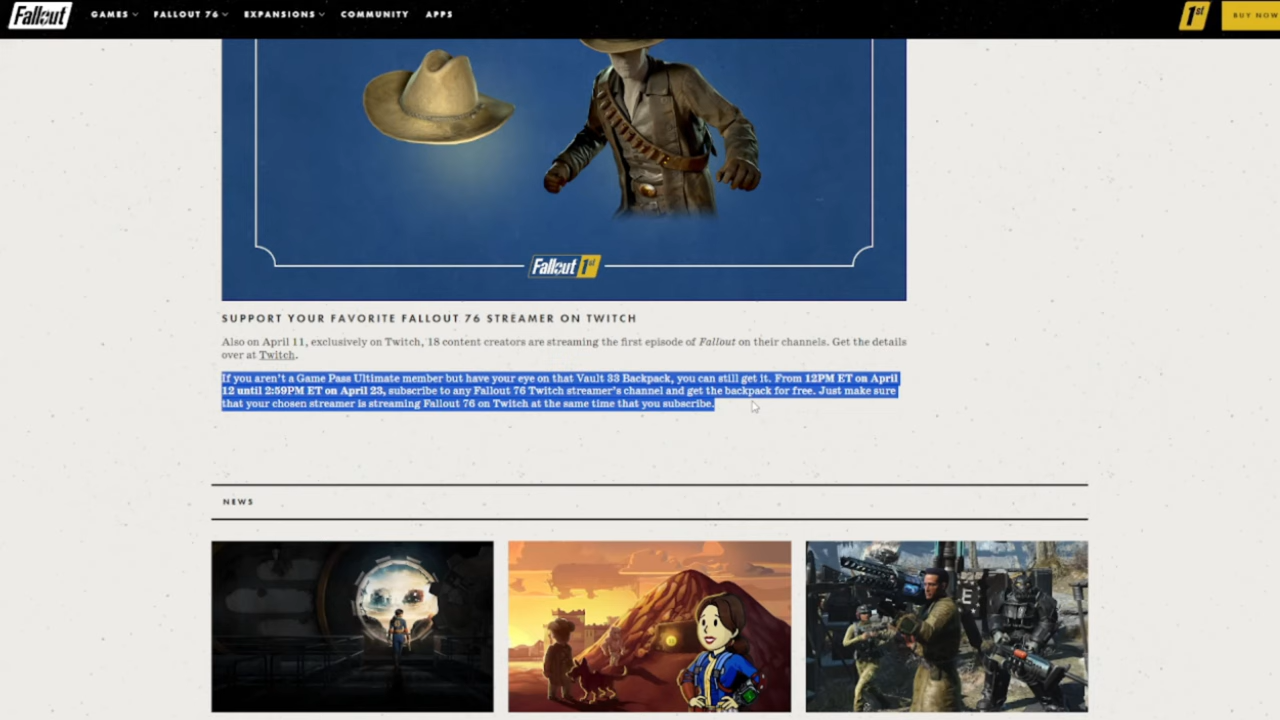 Fallout
GAMES
FALLOUT 76
EXPANSIONS
COMMUNITY
APPS
1st
BUY NOW
Fallout 1st
SUPPORT YOUR FAVORITE FALLOUT 76 STREAMER ON TWITCH
Also on April 11, exclusively on Twitch, 18 content creators are streaming the first episode of Fallout on their channels. Get the details
over at Twitch.
If you aren't a Game Pass Ultimate member but have your eye on that Vault 33 Backpack, you can still get it. From 12PM ET on April
12 until 2:59PM ET on April 23, subscribe to any Fallout 76 Twitch streamer's channel and get the backpack for free. Just make sure
that your chosen streamer is streaming Fallout 76 on Twitch at the same time that you subscribe.
NEWS
E.